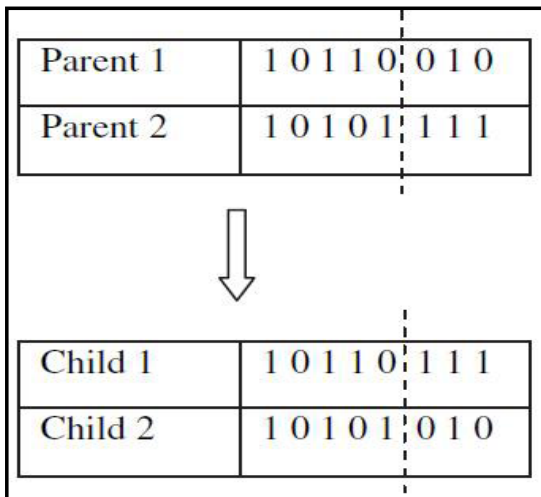 Parent 1 1 0 1 1 0 0 1 0
Parent 2 1 0 1 0 1 1 1 1
Child 1 1 0 1 1 0 1 1 1
Child 2 1 0 1 0 1 0 1 0